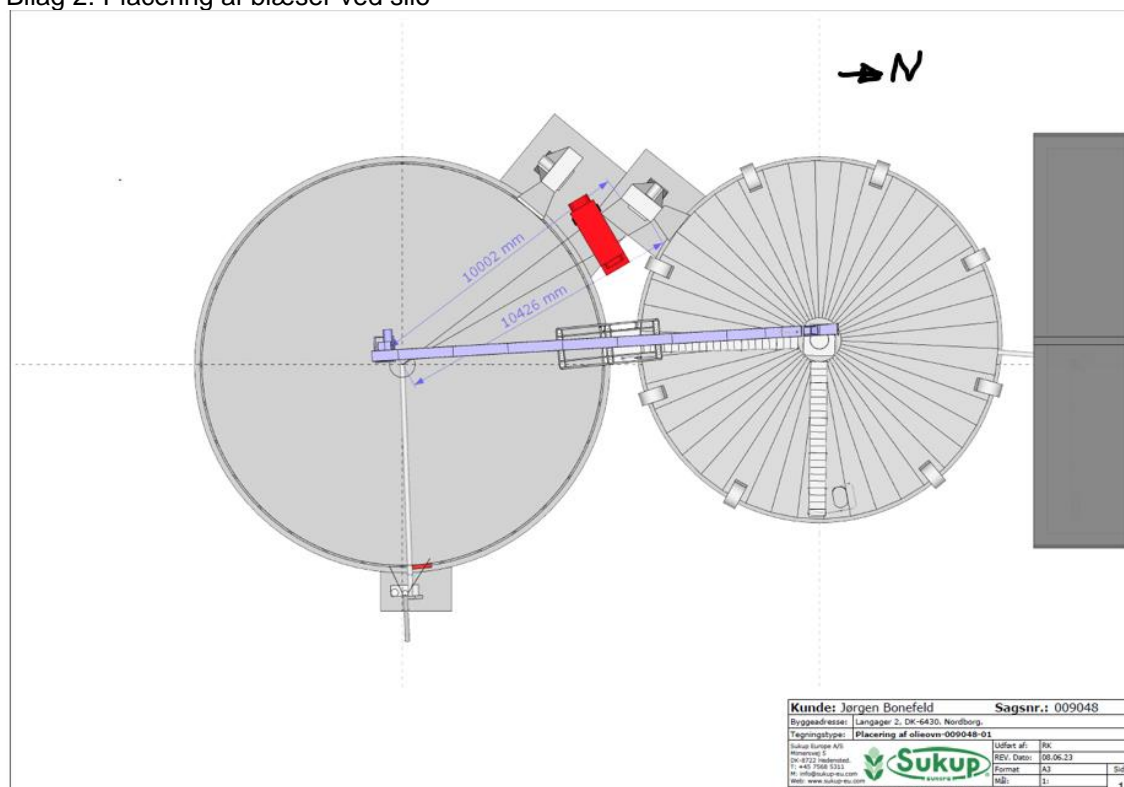 Bilag 2. Placering af blæser ved silo
N
10002 mm
10426 mm
Kunde: Jørgen Bonefeld Sagsnr.: 009048
Byggeadresse: Langager 2, DK-6430, Nordborg.
Tegningstype: Placering af olieovn-009048-01
Sukup Europe A/S
DK-8722 Hedensted.
T: +45 7568 5311
M: info@sukup-eu.com
Web: www.sukup-eu.com
Sukup
EUROPE
Udført af: RK
REV. Dato: 08.06.23
Format A3
Mål: 1:
1